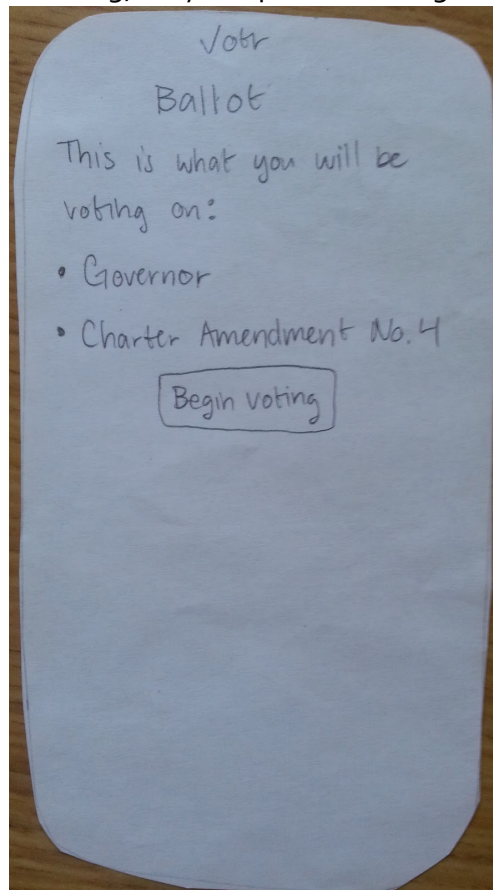 Votr
Ballot
This is what you will be
voting on:
• Governor
• Charter Amendment No. 4
Begin voting